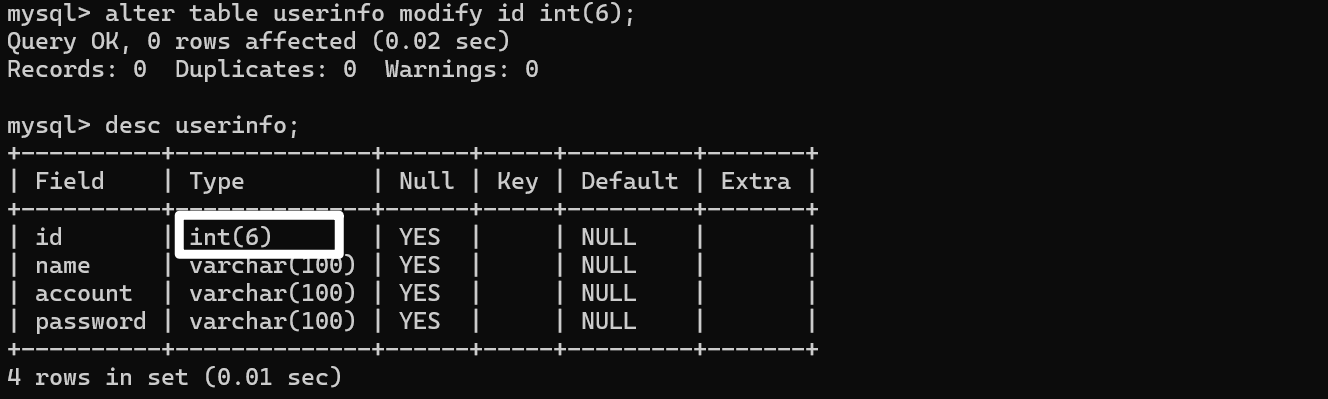 mysql> alter table userinfo modify id int(6);
Query OK, 0 rows affected (0.02 sec)
Records: 0  Duplicates: 0  Warnings: 0

mysql> desc userinfo;
+----------+--------------+------+-----+---------+-------+
| Field    | Type         | Null | Key | Default | Extra |
+----------+--------------+------+-----+---------+-------+
| id       | int(6)       | YES  |     | NULL    |       |
| name     | varchar(100) | YES  |     | NULL    |       |
| account  | varchar(100) | YES  |     | NULL    |       |
| password | varchar(100) | YES  |     | NULL    |       |
+----------+--------------+------+-----+---------+-------+
4 rows in set (0.01 sec)